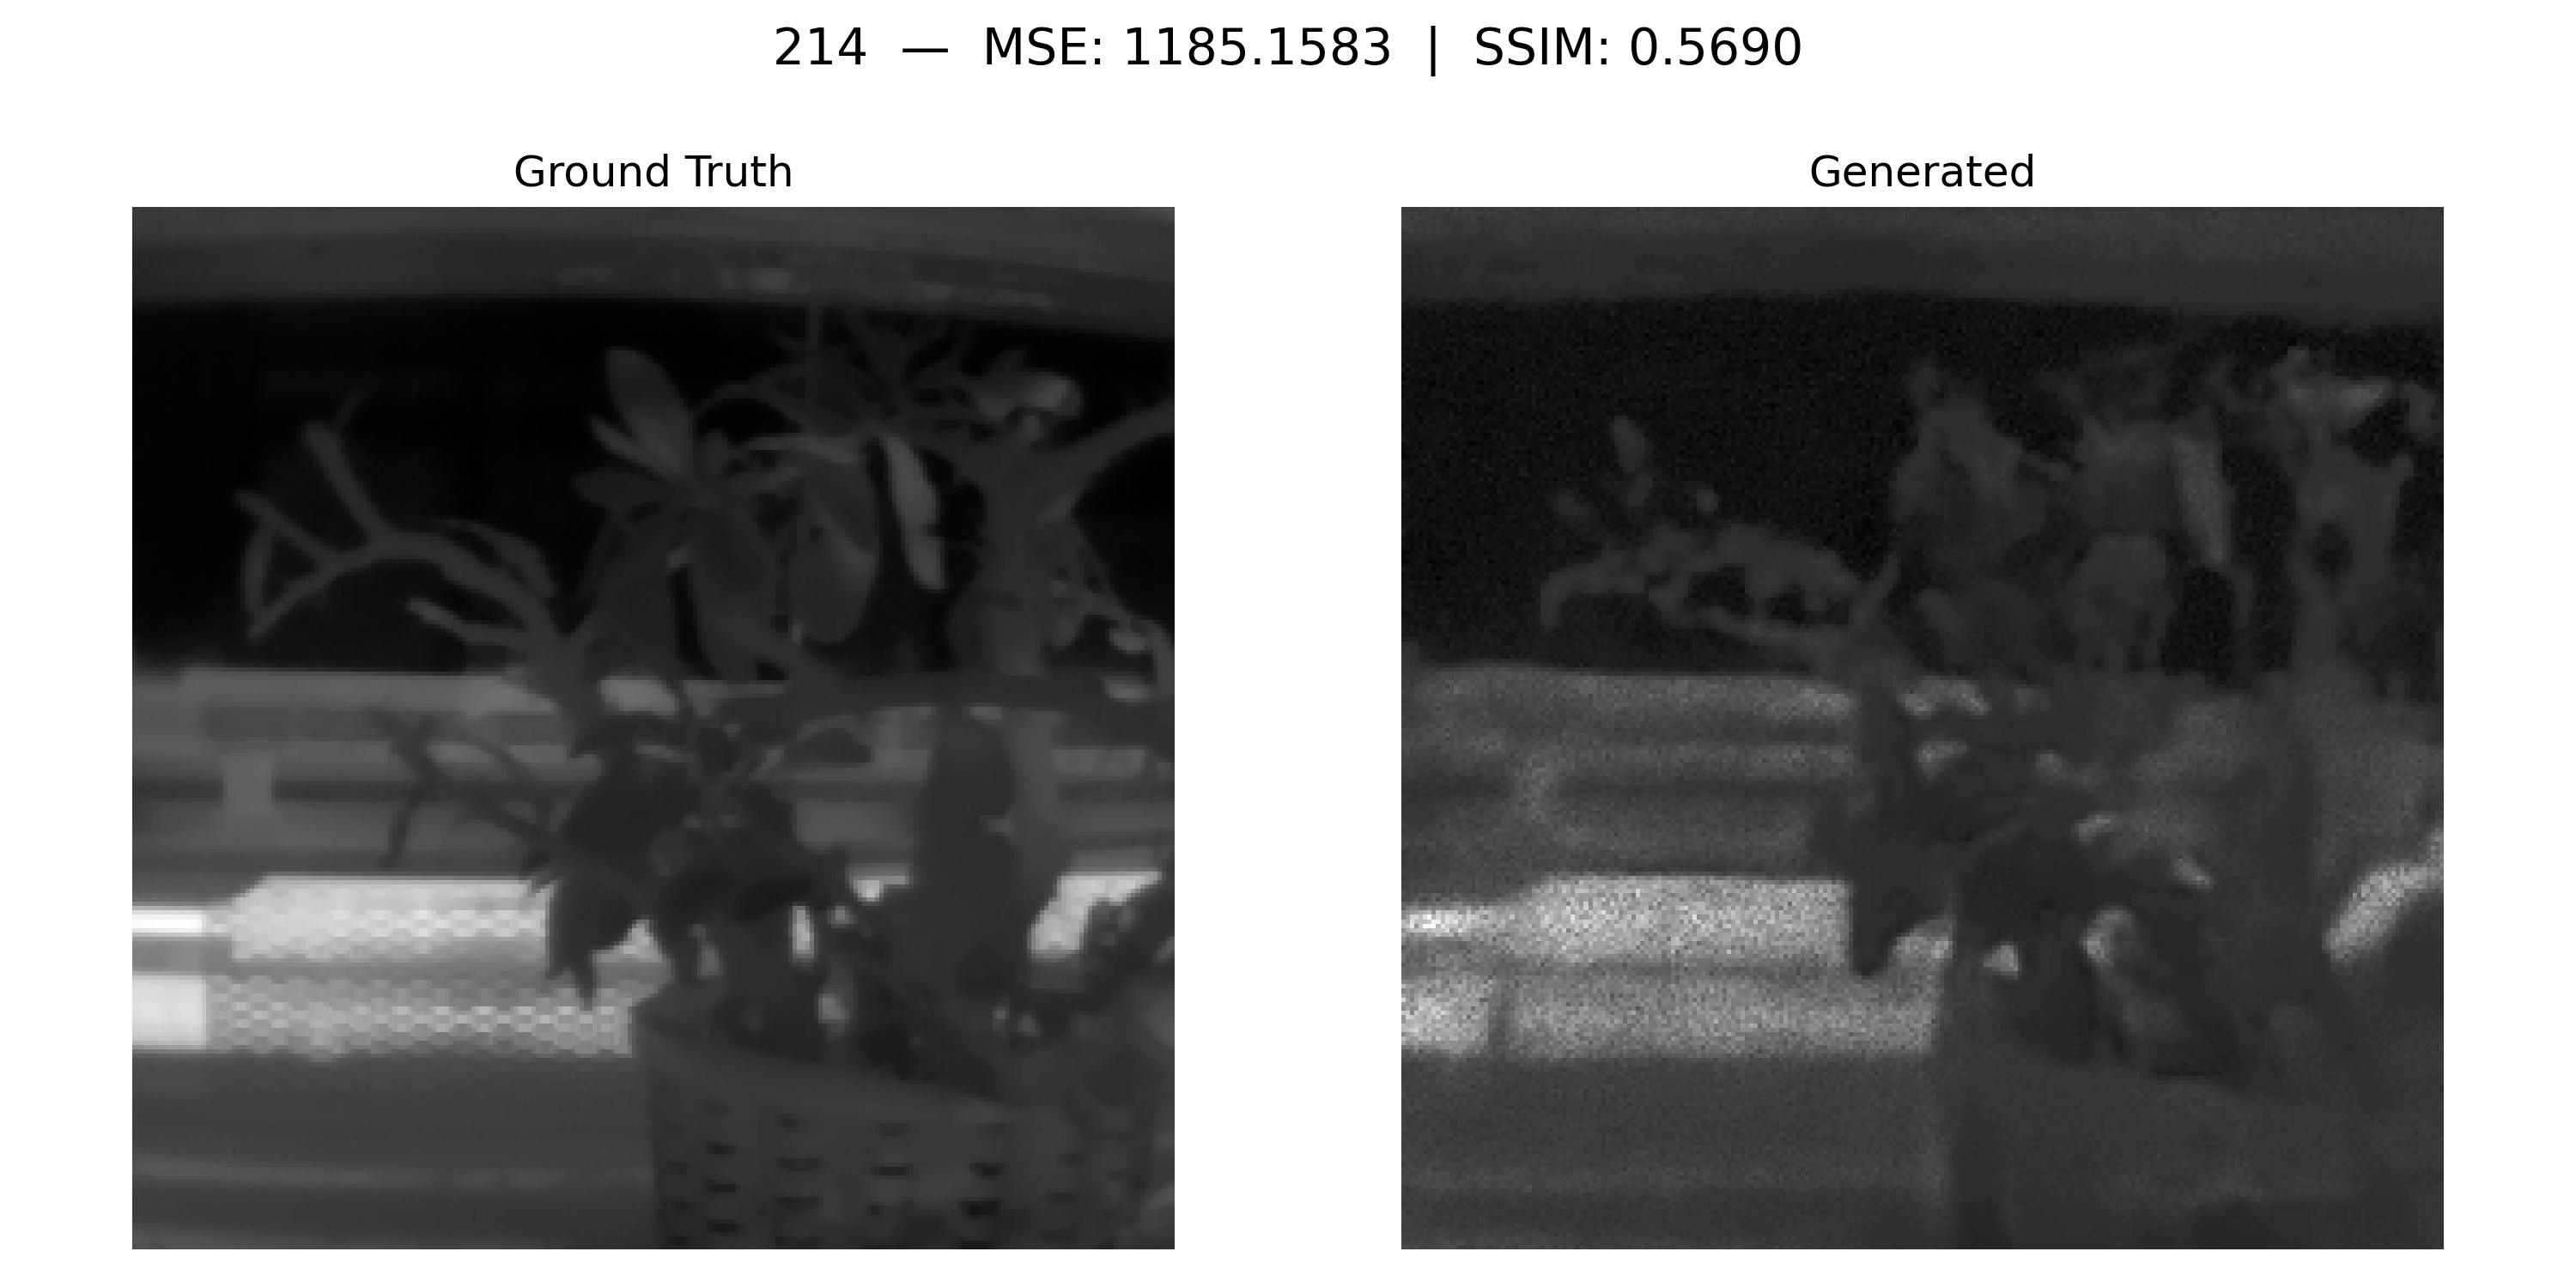 214 — MSE: 1185.1583 | SSIM: 0.5690
Ground Truth
Generated